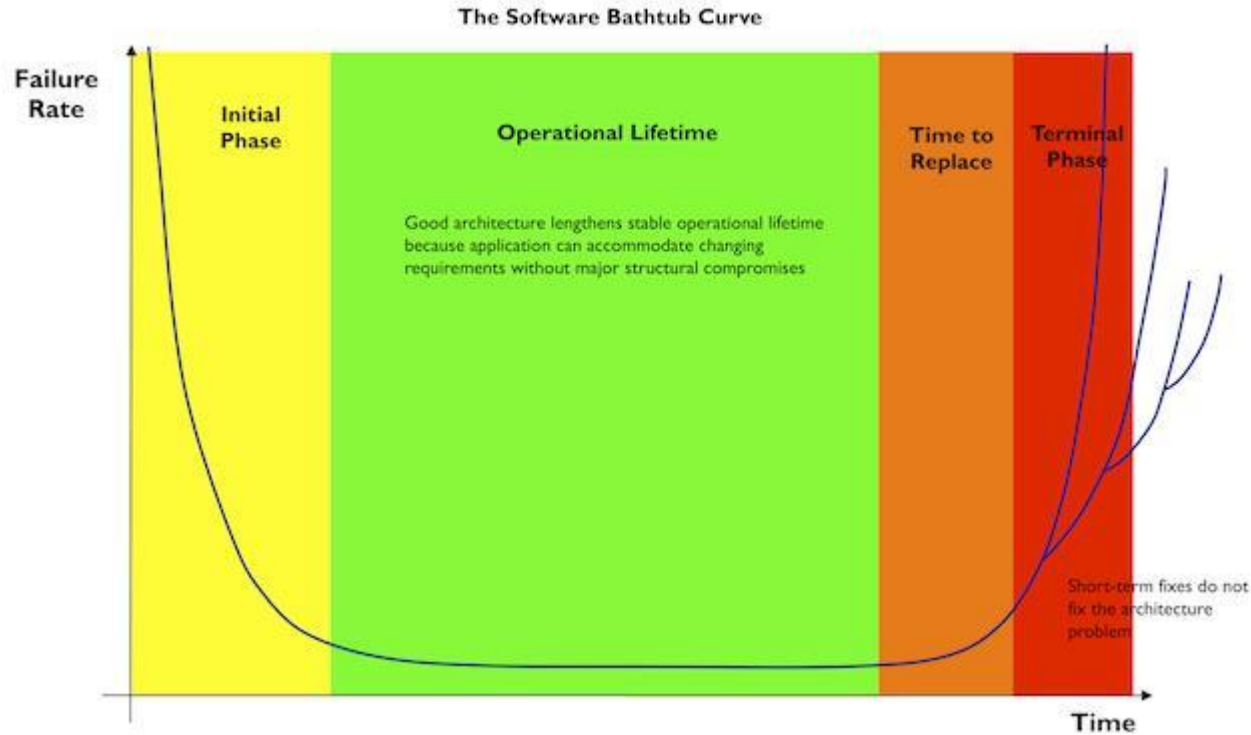 The Software Bathtub Curve
Failure
Rate
Initial
Phase
Operational Lifetime
Time to
Replace
Terminal
Phase
Good architecture lengthens stable operational lifetime
because application can accommodate changing
requirements without major structural compromises
Short-term fixes do not
fix the architecture
problem
Time